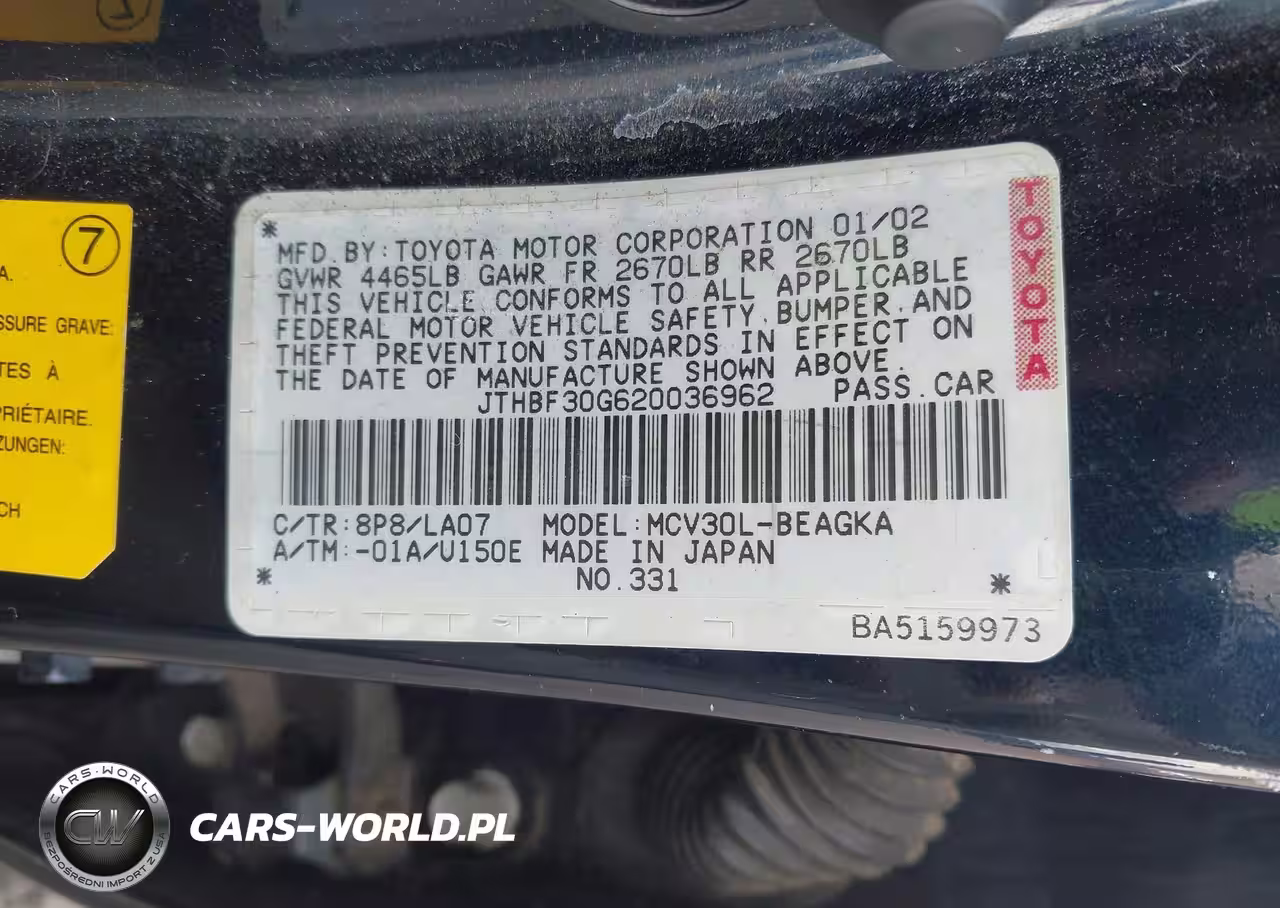 7
A.
SSURE GRAVE:
TES À
PRIÉTAIRE.
ZUNGEN:
CH
* MFD.BY:TOYOTA MOTOR CORPORATION 01/02
GVWR 4465LB GAWR FR 2670LB RR 2670LB
THIS VEHICLE CONFORMS TO ALL APPLICABLE
FEDERAL MOTOR VEHICLE SAFETY,BUMPER,AND
THEFT PREVENTION STANDARDS IN EFFECT ON
THE DATE OF MANUFACTURE SHOWN ABOVE.
JTHBF30G620036962 PASS.CAR
TOYOTA
C/TR:8P8/LA07 MODEL:MCV30L-BEAGKA
A/TM:-01A/U150E MADE IN JAPAN
* NO.331 *
BA5159973
CARS-WORLD
CW
BEZPOŚREDNI IMPORT Z USA
CARS-WORLD.PL